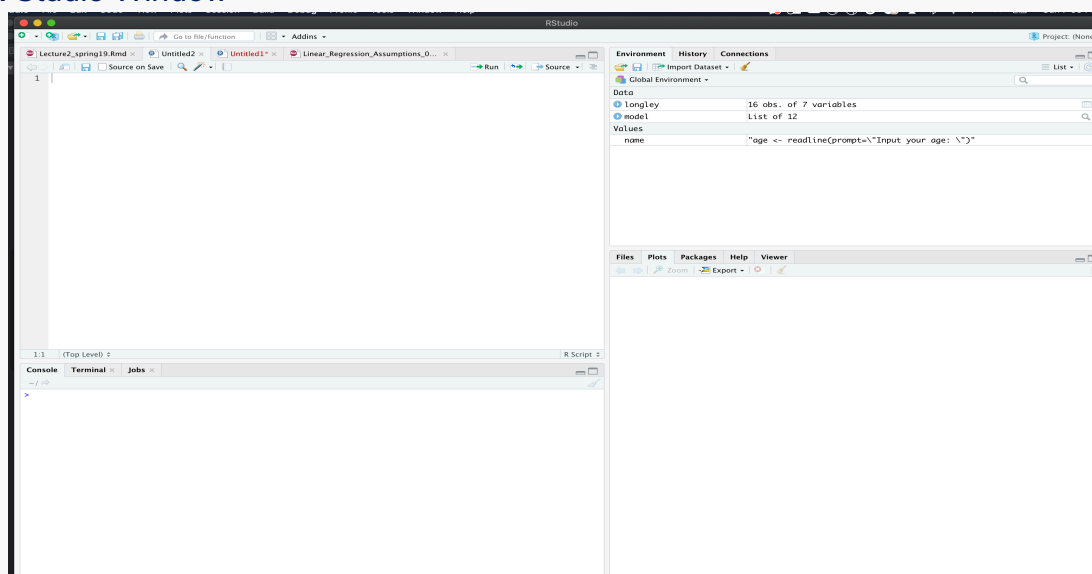 R Studio Window
RStudio
Go to file/function Addins Project: (None
Lecture2_spring19.Rmd Untitled2 Untitled1* Linear_Regression_Assumptions_0...
Source on Save Run Source
1
1:1 (Top Level) R Script
Console Terminal Jobs
~/
>
Environment History Connections
Import Dataset List
Global Environment
Data
longley 16 obs. of 7 variables
model List of 12
Values
name "age <- readline(prompt=\"Input your age: \")"
Files Plots Packages Help Viewer
Zoom Export